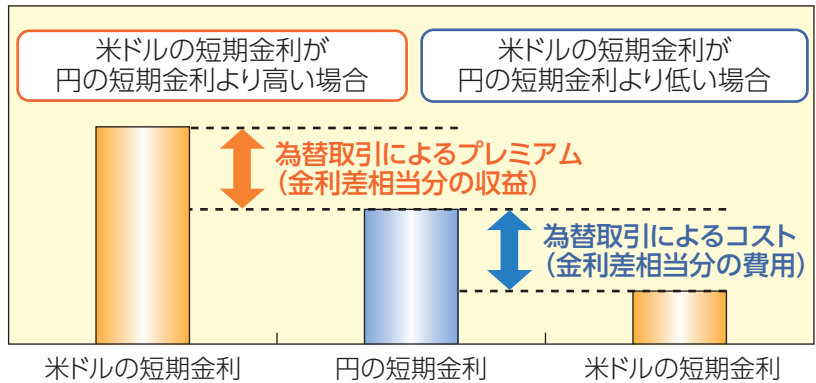 米ドルの短期金利が
円の短期金利より高い場合
米ドルの短期金利が
円の短期金利より低い場合
為替取引によるプレミアム
(金利差相当分の収益)
為替取引によるコスト
(金利差相当分の費用)
米ドルの短期金利
円の短期金利
米ドルの短期金利